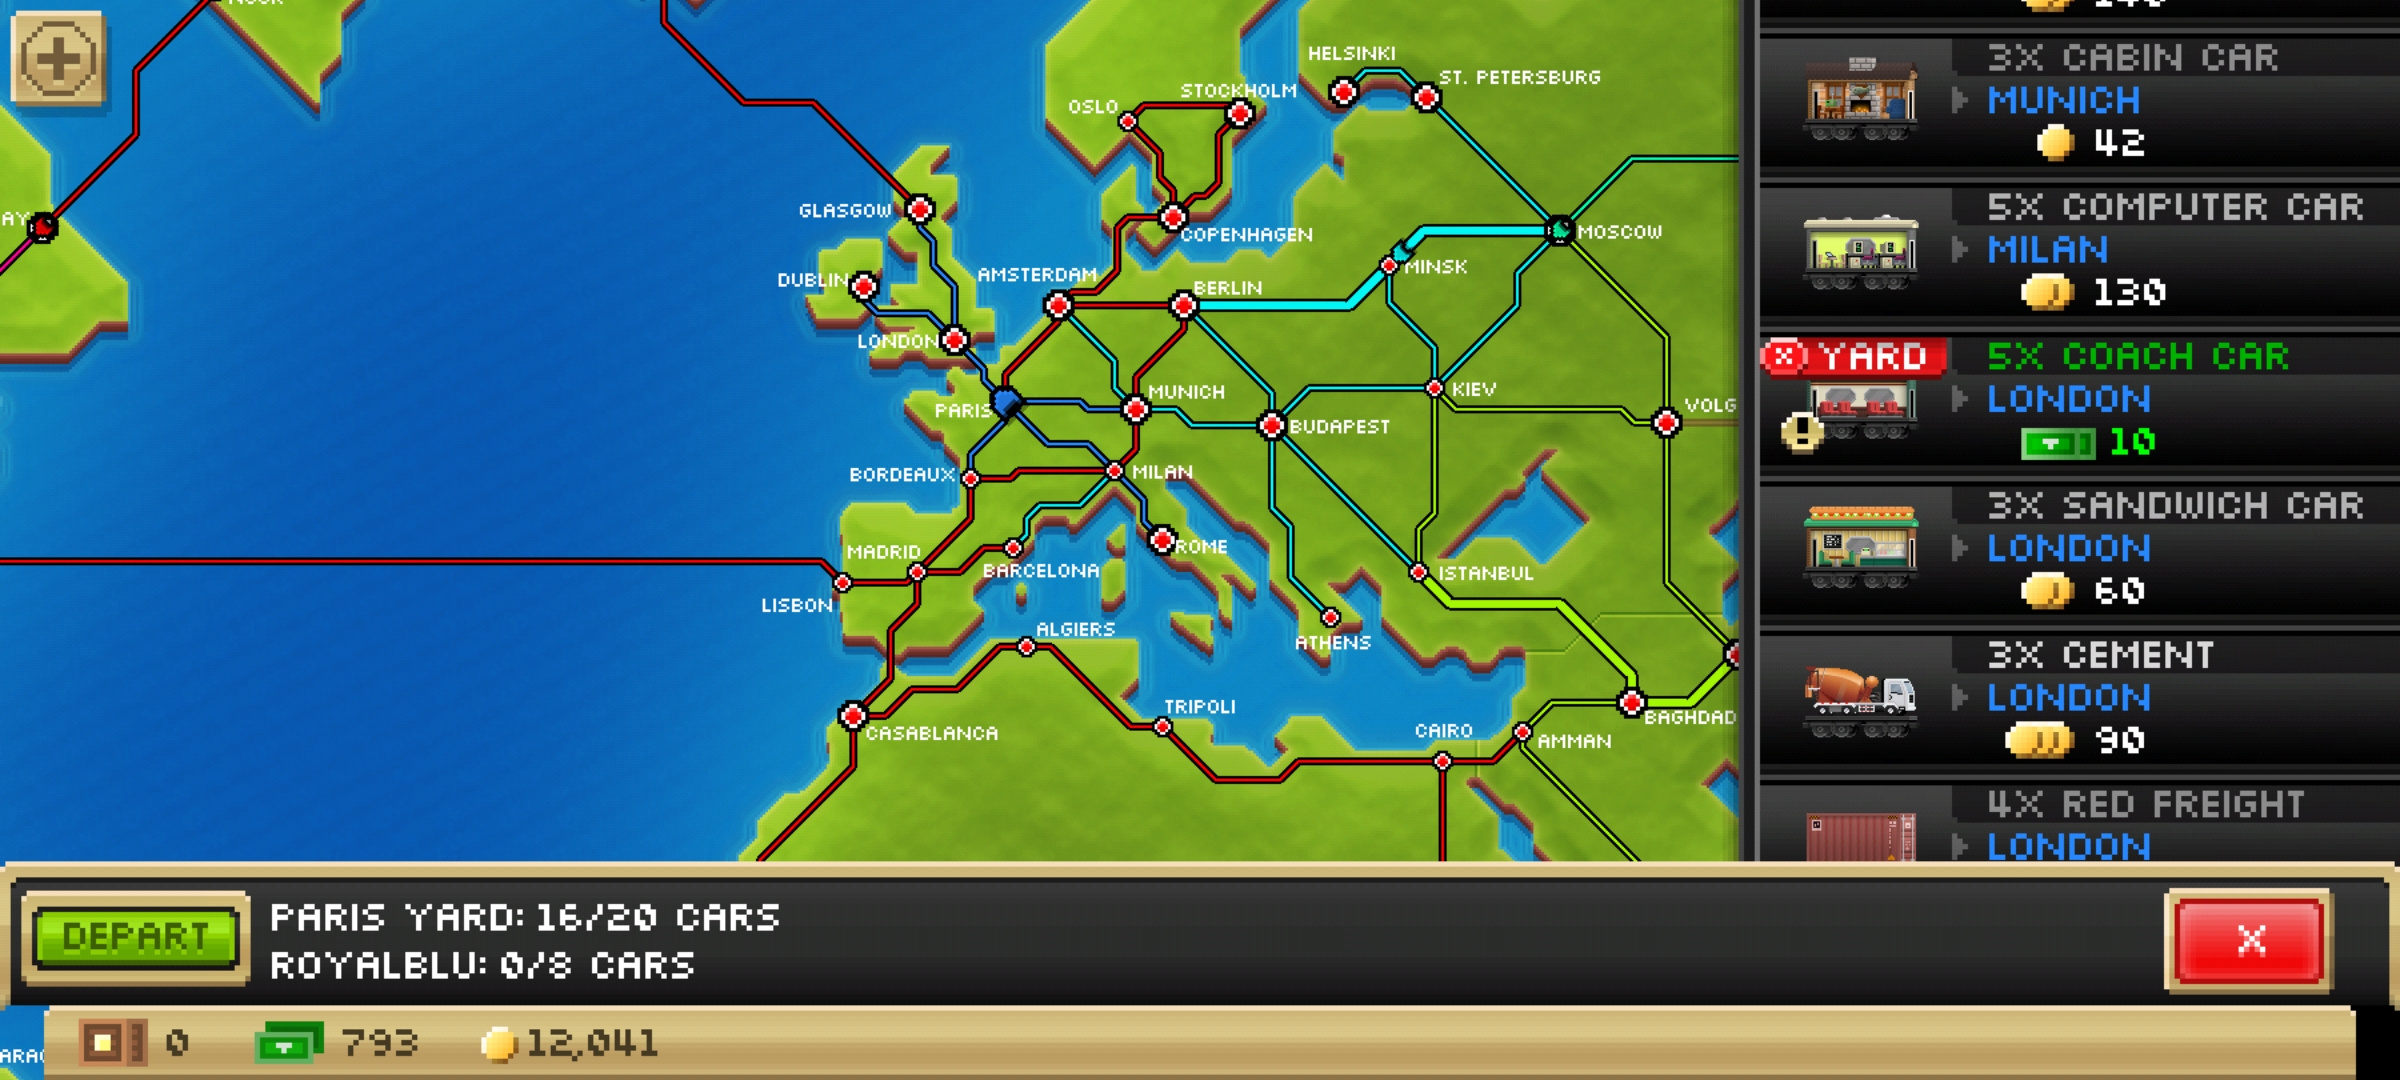 HELSINKI
ST. PETERSBURG
STOCKHOLM
OSLO
GLASGOW
COPENHAGEN
MOSCOW
MINSK
AMSTERDAM
DUBLIN
BERLIN
LONDON
PARIS
MUNICH
KIEV
VOLG
BUDAPEST
BORDEAUX
MILAN
MADRID
ROME
BARCELONA
ISTANBUL
LISBON
ALGIERS
ATHENS
TRIPOLI
CASABLANCA
CAIRO
AMMAN
BAGHDAD
3X CABIN CAR
MUNICH
42
5X COMPUTER CAR
MILAN
130
X YARD
5X COACH CAR
LONDON
10
3X SANDWICH CAR
LONDON
60
3X CEMENT
LONDON
90
4X RED FREIGHT
LONDON
DEPART
PARIS YARD: 16/20 CARS
ROYALBLU: 0/8 CARS
X
0
793
12,041